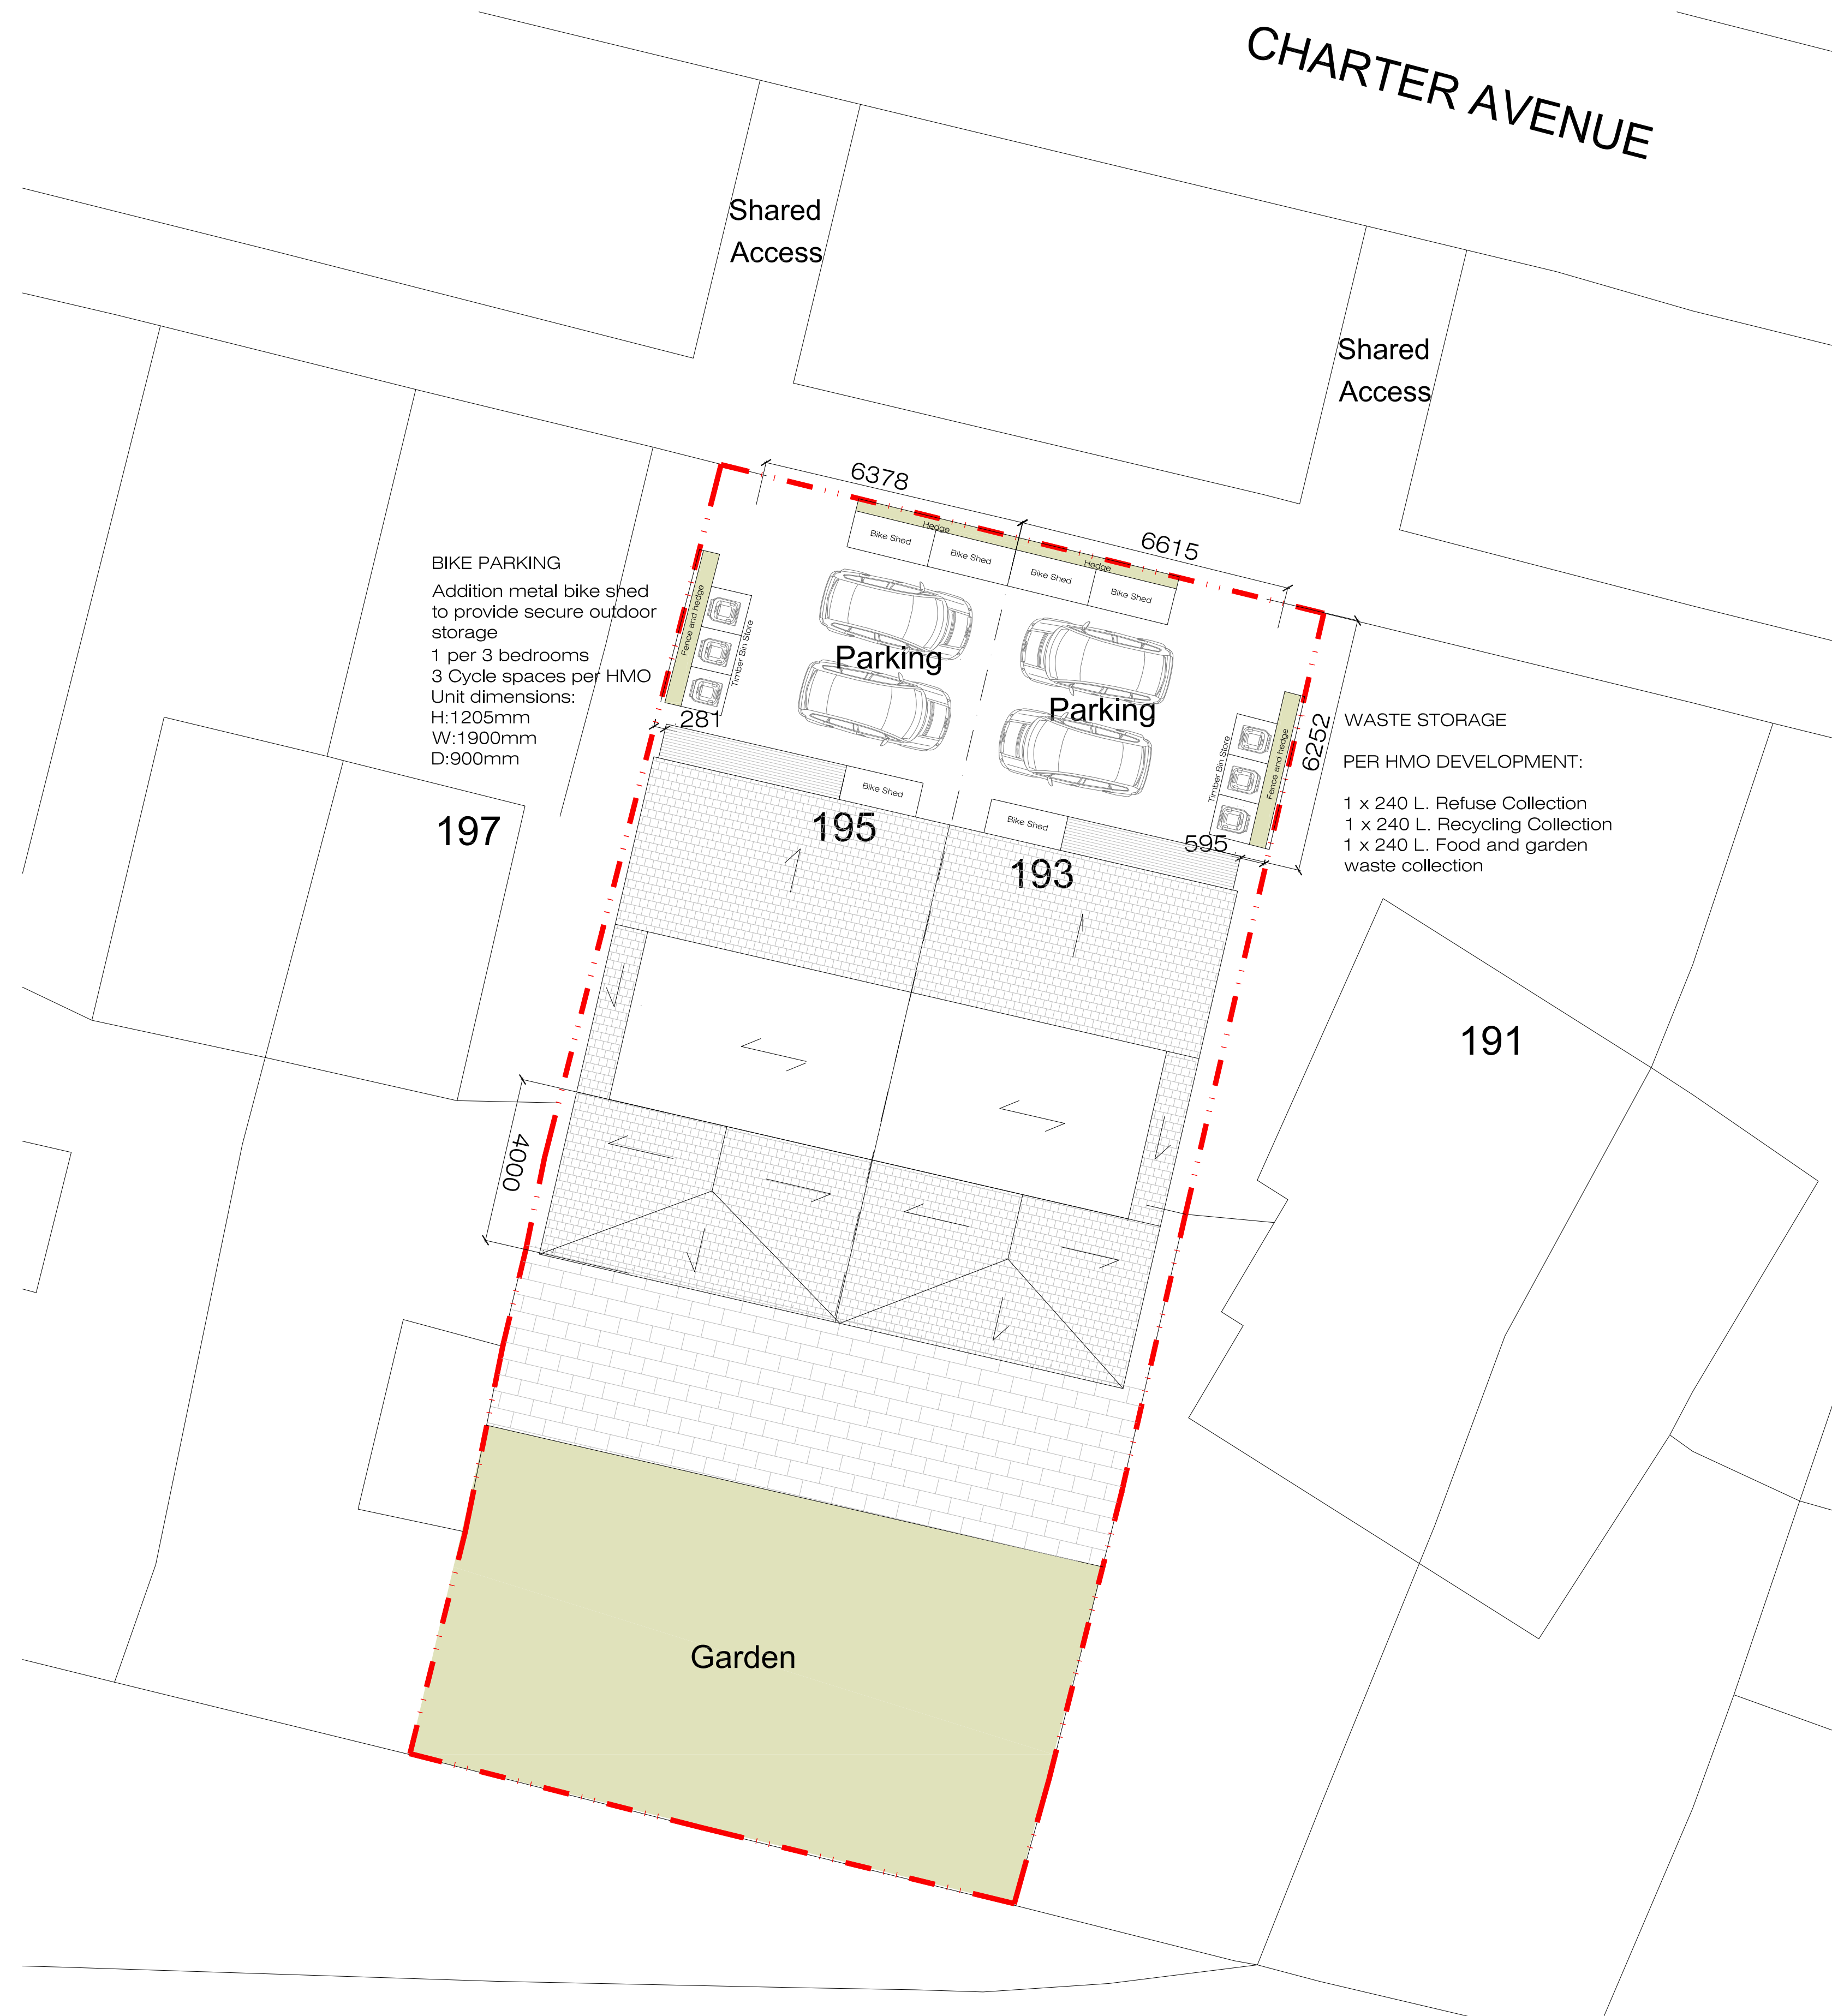 CHARTER AVENUE
Shared
Access
Shared
Access
6378
6615
Hedge
Hedge
Bike Shed
Bike Shed
Bike Shed
Bike Shed
BIKE PARKING
Addition metal bike shed
to provide secure outdoor
storage
1 per 3 bedrooms
3 Cycle spaces per HMO
Unit dimensions:
H:1205mm
W:1900mm
D:900mm
Fence and hedge
Timber Bin Store
Parking
Parking
281
6252
Timber Bin Store
Fence and hedge
WASTE STORAGE
PER HMO DEVELOPMENT:
1 x 240 L. Refuse Collection
1 x 240 L. Recycling Collection
1 x 240 L. Food and garden
waste collection
Bike Shed
Bike Shed
595
197
195
193
191
4000
Garden